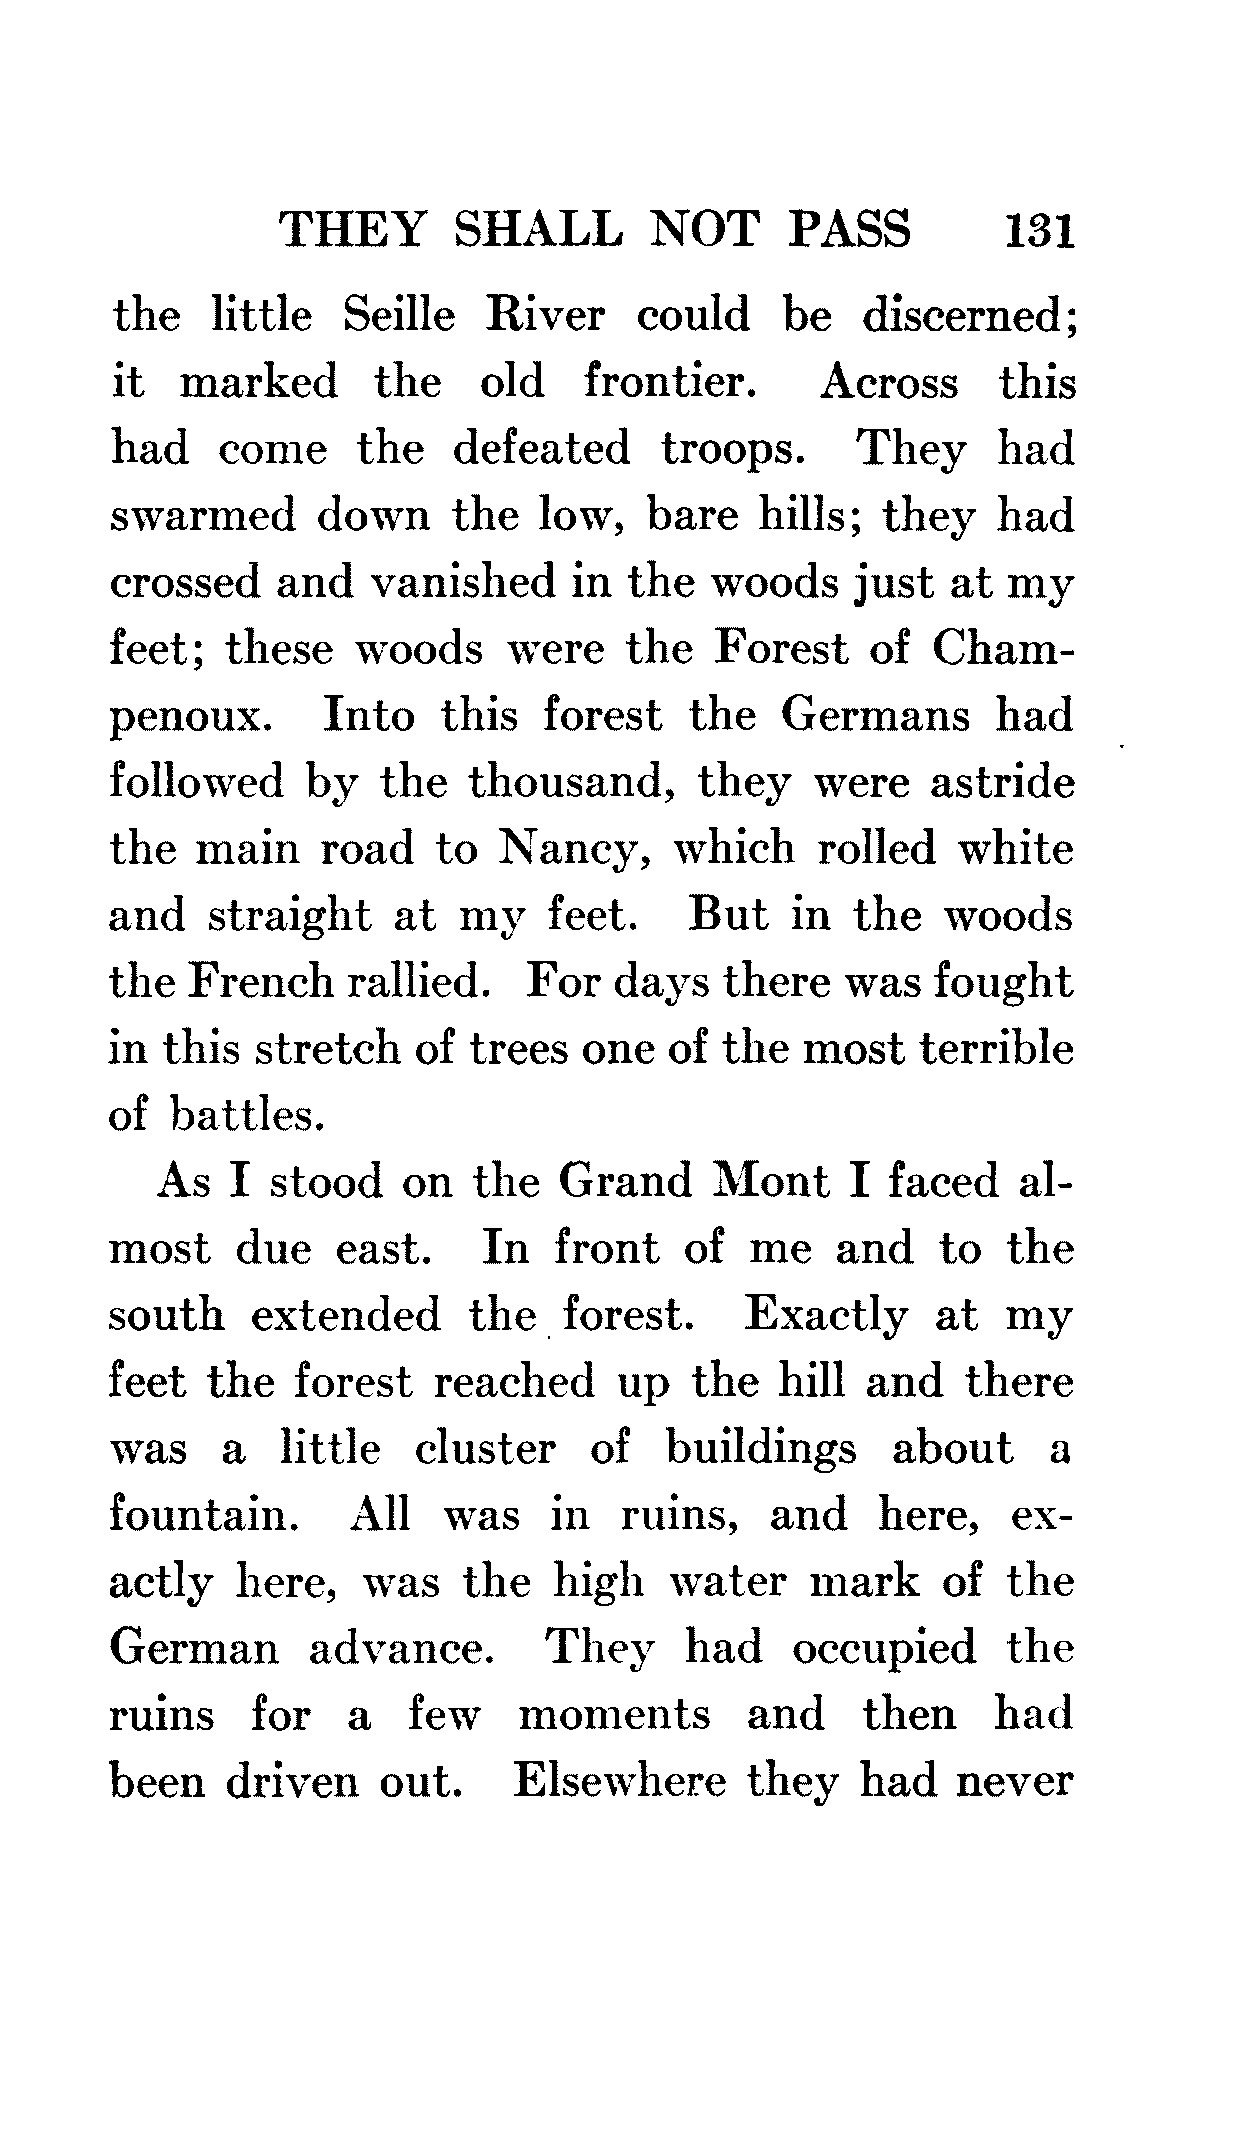 THEY SHALL NOT PASS 131
the little Seille River could be discerned;
it marked the old frontier. Across this
had come the defeated troops. They had
swarmed down the low, bare hills; they had
crossed and vanished in the woods just at my
feet; these woods were the Forest of Cham-
penoux. Into this forest the Germans had
followed by the thousand, they were astride
the main road to Nancy, which rolled white
and straight at my feet. But in the woods
the French rallied. For days there was fought
in this stretch of trees one of the most terrible
of battles.
As I stood on the Grand Mont I faced al-
most due east. In front of me and to the
south extended the forest. Exactly at my
feet the forest reached up the hill and there
was a little cluster of buildings about a
fountain. All was in ruins, and here, ex-
actly here, was the high water mark of the
German advance. They had occupied the
ruins for a few moments and then had
been driven out. Elsewhere they had never